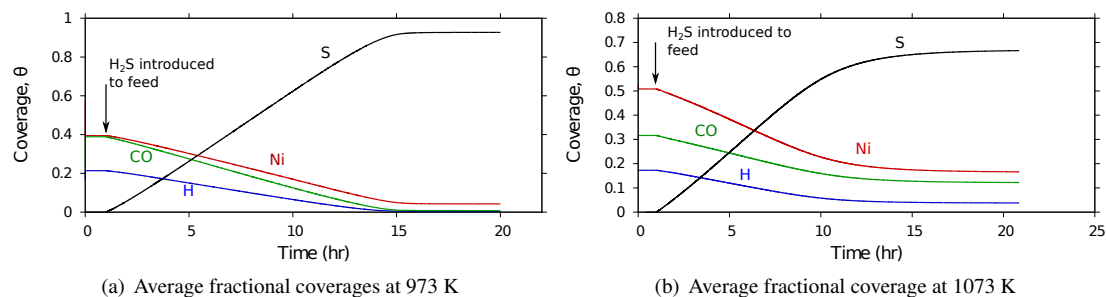 1
0.8
0.6
0.4
0.2
0
Coverage, θ
H₂S introduced
to feed
S
CO
Ni
H
0 5 10 15 20
Time (hr)
(a) Average fractional coverages at 973 K
0.8
0.7
0.6
0.5
0.4
0.3
0.2
0.1
0
Coverage, θ
H₂S introduced to
feed
S
CO
Ni
H
0 5 10 15 20 25
Time (hr)
(b) Average fractional coverage at 1073 K